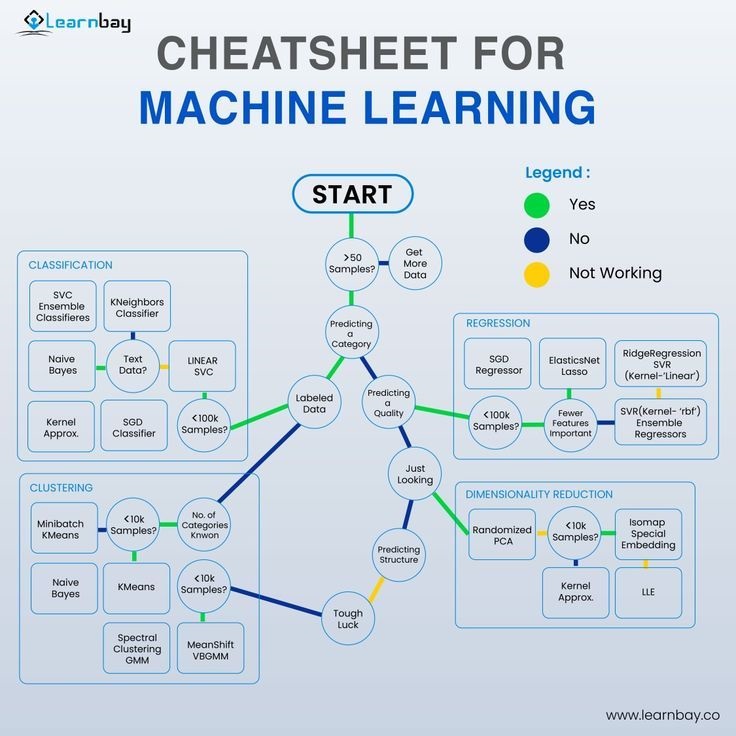 Learnbay
CHEATSHEET FOR
MACHINE LEARNING
START
Legend :
Yes
No
Not Working
>50
Samples?
Get
More
Data
Predicting
a
Category
Labeled
Data
Predicting
a
Quality
Just
Looking
Predicting
Structure
Tough
Luck
CLASSIFICATION
SVC
Ensemble
Classifieres
KNeighbors
Classifier
Naive
Bayes
Text
Data?
LINEAR
SVC
Kernel
Approx.
SGD
Classifier
<100k
Samples?
REGRESSION
SGD
Regressor
ElasticsNet
Lasso
RidgeRegression
SVR
(Kernel-'Linear')
<100k
Samples?
Fewer
Features
Important
SVR(Kernel- 'rbf')
Ensemble
Regressors
CLUSTERING
Minibatch
KMeans
<10k
Samples?
No. of
Categories
Knwon
Naive
Bayes
KMeans
<10k
Samples?
Spectral
Clustering
GMM
MeanShift
VBGMM
DIMENSIONALITY REDUCTION
Randomized
PCA
<10k
Samples?
Isomap
Special
Embedding
Kernel
Approx.
LLE
www.learnbay.co